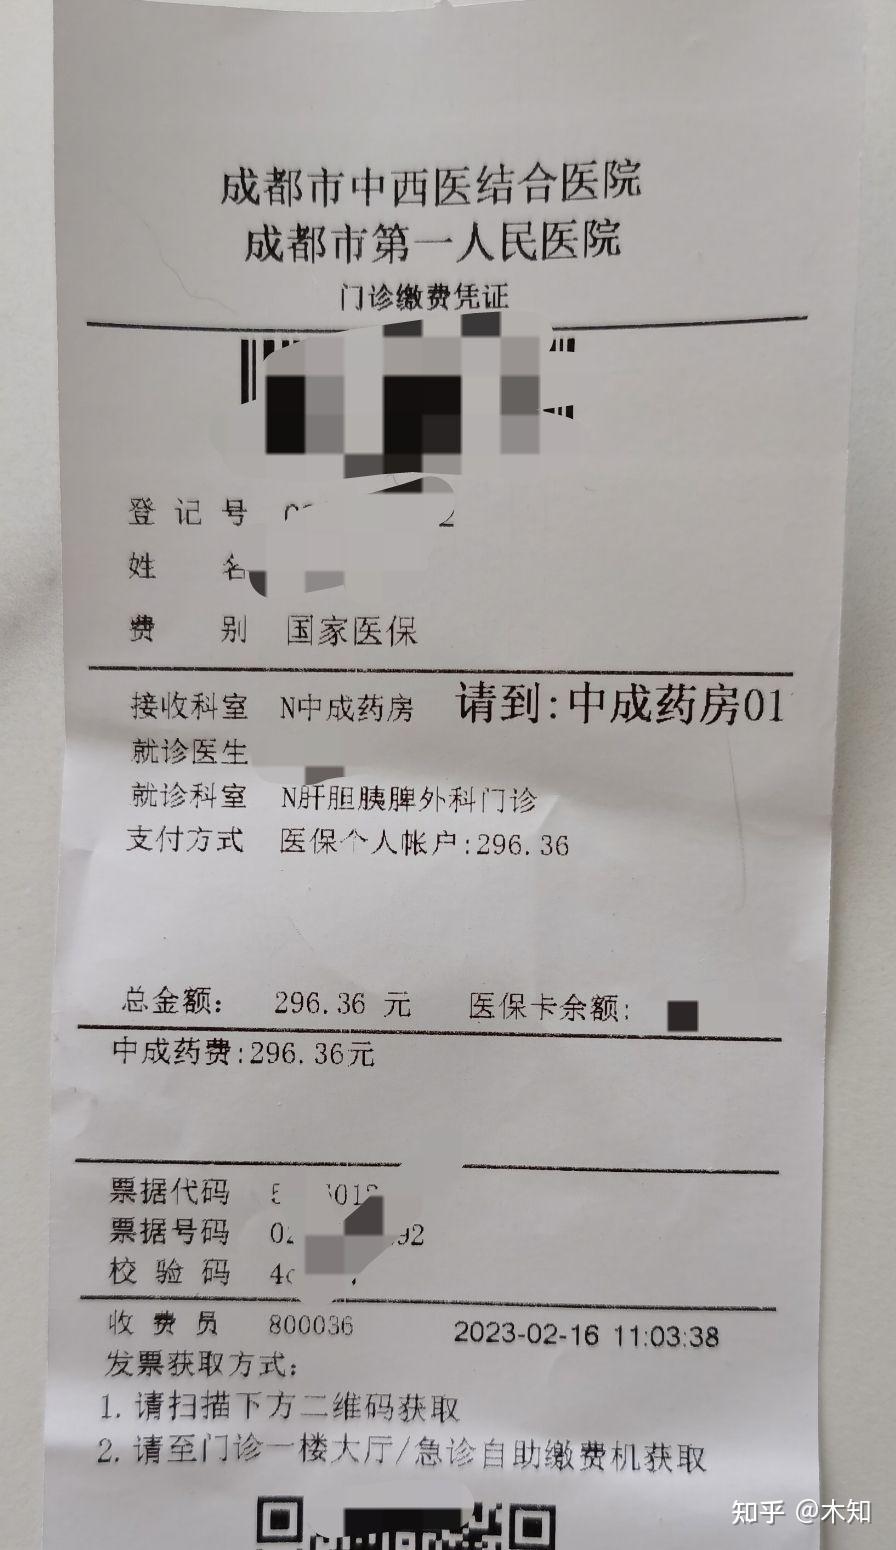 成都市中西医结合医院
成都市第一人民医院
门诊缴费凭证
登 记 号
姓 名
费 别 国家医保
接收科室 N中成药房 请到:中成药房01
就诊医生
就诊科室 N肝胆胰脾外科门诊
支付方式 医保个人帐户:296.36
总金额: 296.36 元 医保卡余额:
中成药费:296.36元
票据代码
票据号码
校 验 码
收 费 员 800036 2023-02-16 11:03:38
发票获取方式:
1. 请扫描下方二维码获取
2. 请至门诊一楼大厅/急诊自助缴费机获取
知乎 @木知